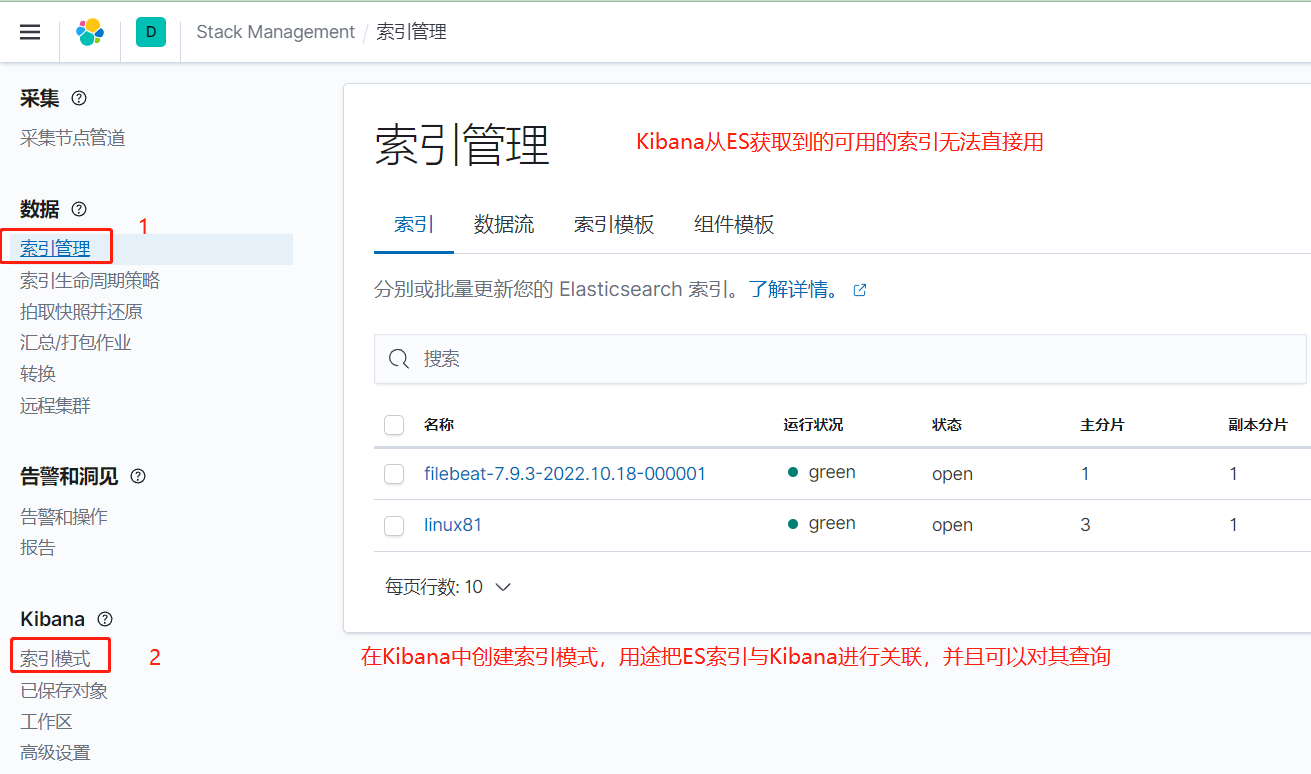 D Stack Management / 索引管理
采集
采集节点管道
数据
1
索引管理
索引生命周期策略
拍取快照并还原
汇总/打包作业
转换
远程集群
告警和洞见
告警和操作
报告
Kibana
索引模式 2
已保存对象
工作区
高级设置
索引管理 Kibana从ES获取到的可用的索引无法直接用
索引 数据流 索引模板 组件模板
分别或批量更新您的 Elasticsearch 索引。了解详情。
搜索
名称 运行状况 状态 主分片 副本分片
filebeat-7.9.3-2022.10.18-000001 green open 1 1
linux81 green open 3 1
每页行数: 10
在Kibana中创建索引模式，用途把ES索引与Kibana进行关联，并且可以对其查询